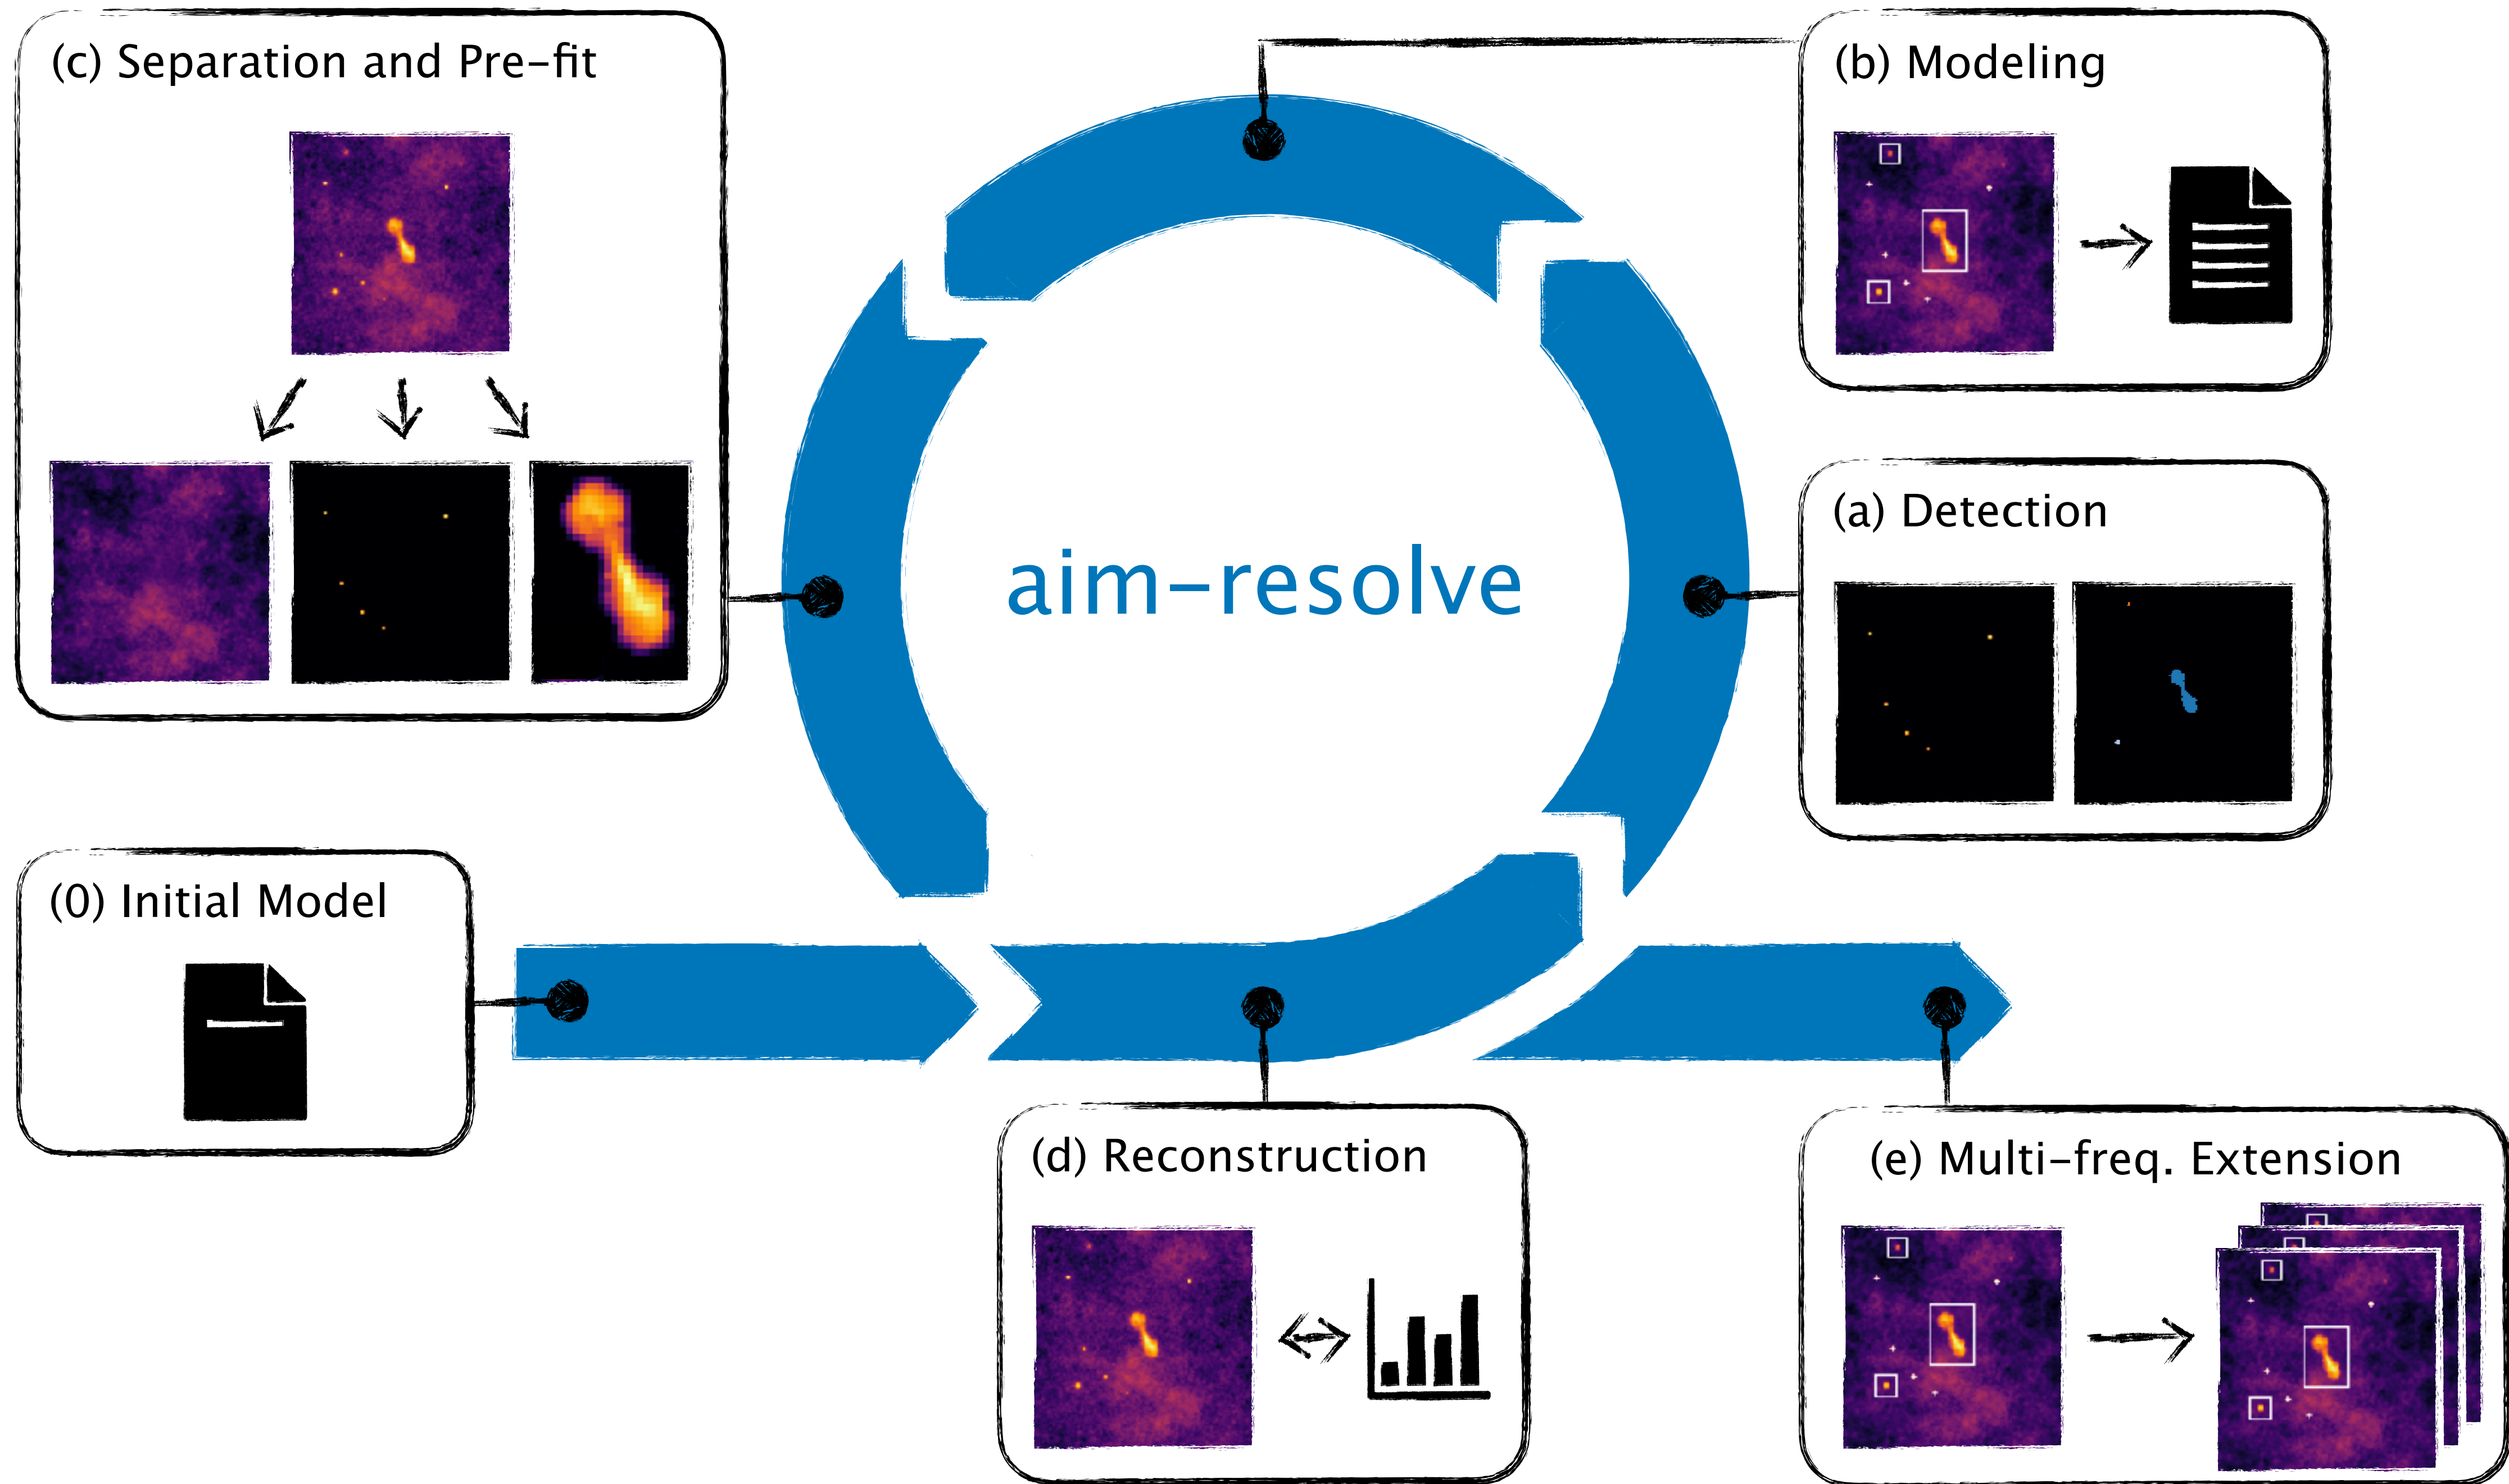 (c) Separation and Pre-fit
(b) Modeling
(a) Detection
aim-resolve
(0) Initial Model
(d) Reconstruction
(e) Multi-freq. Extension